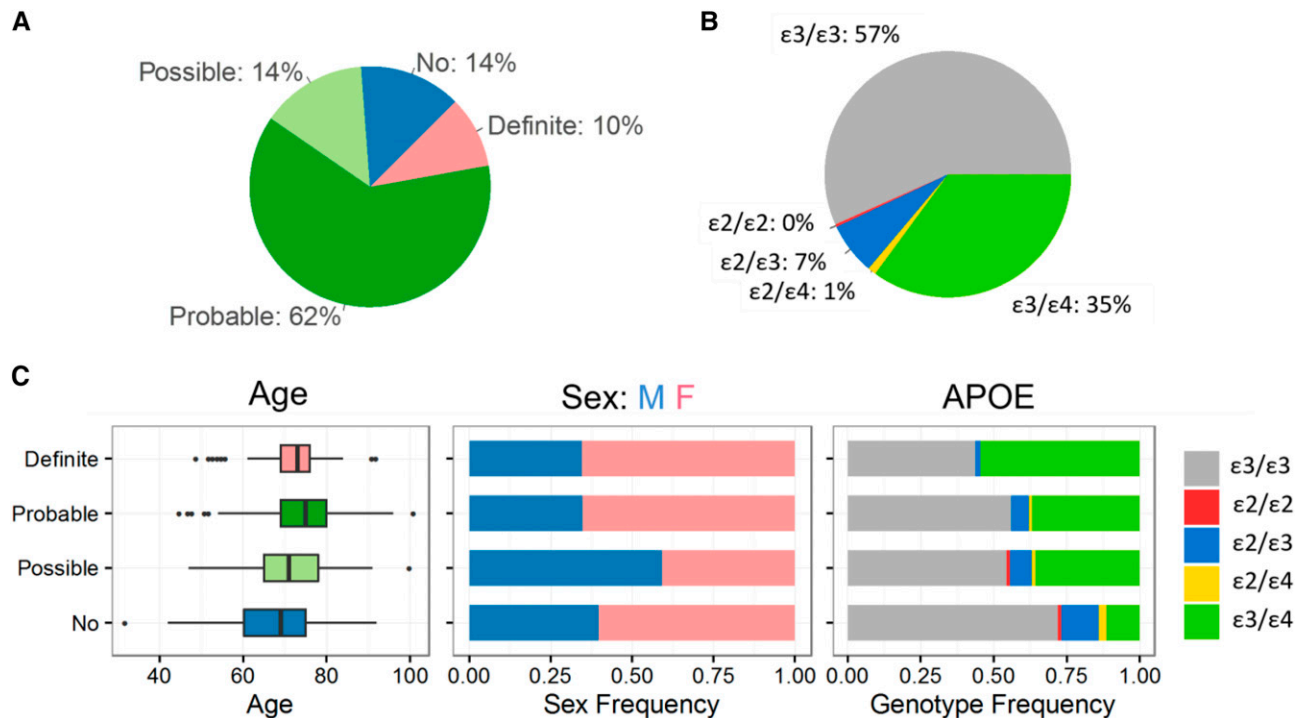 A
B
Possible: 14%
No: 14%
Definite: 10%
Probable: 62%
ε3/ε3: 57%
ε2/ε2: 0%
ε2/ε3: 7%
ε2/ε4: 1%
ε3/ε4: 35%
C
Age
Sex: M F
APOE
Definite
Probable
Possible
No
40 60 80 100
0.00 0.25 0.50 0.75 1.00
0.00 0.25 0.50 0.75 1.00
Age
Sex Frequency
Genotype Frequency
ε3/ε3
ε2/ε2
ε2/ε3
ε2/ε4
ε3/ε4